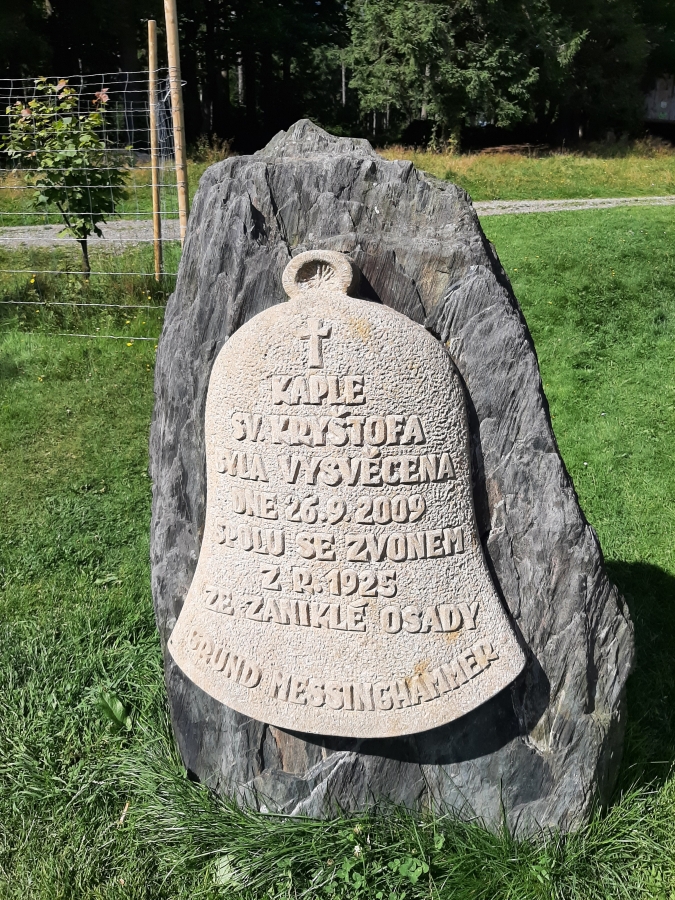 KAPLE
SV. KRYŠTOFA
BYLA VYSVĚCENA
DNE 26.9.2009
SPOLU SE ZVONEM
Z R. 1925
ZE ZANIKLÉ OSADY
GRUND MESSINGHAMMER